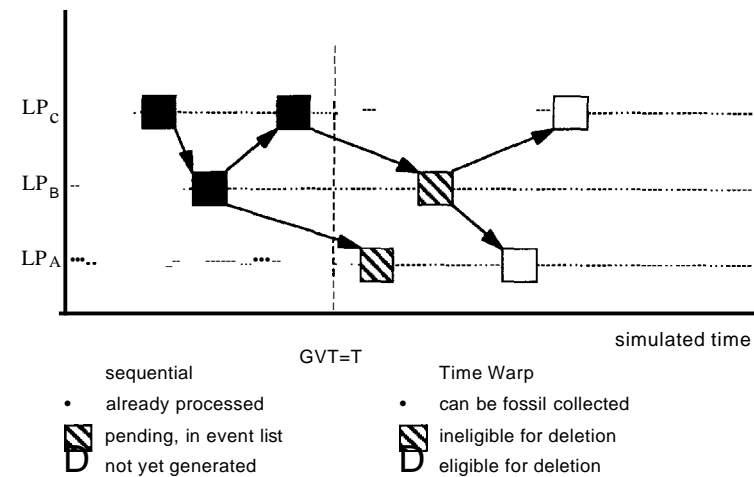 LPC
LPB
LPA
simulated time
GVT=T
sequential
• already processed
pending, in event list
D not yet generated
Time Warp
• can be fossil collected
ineligible for deletion
D eligible for deletion